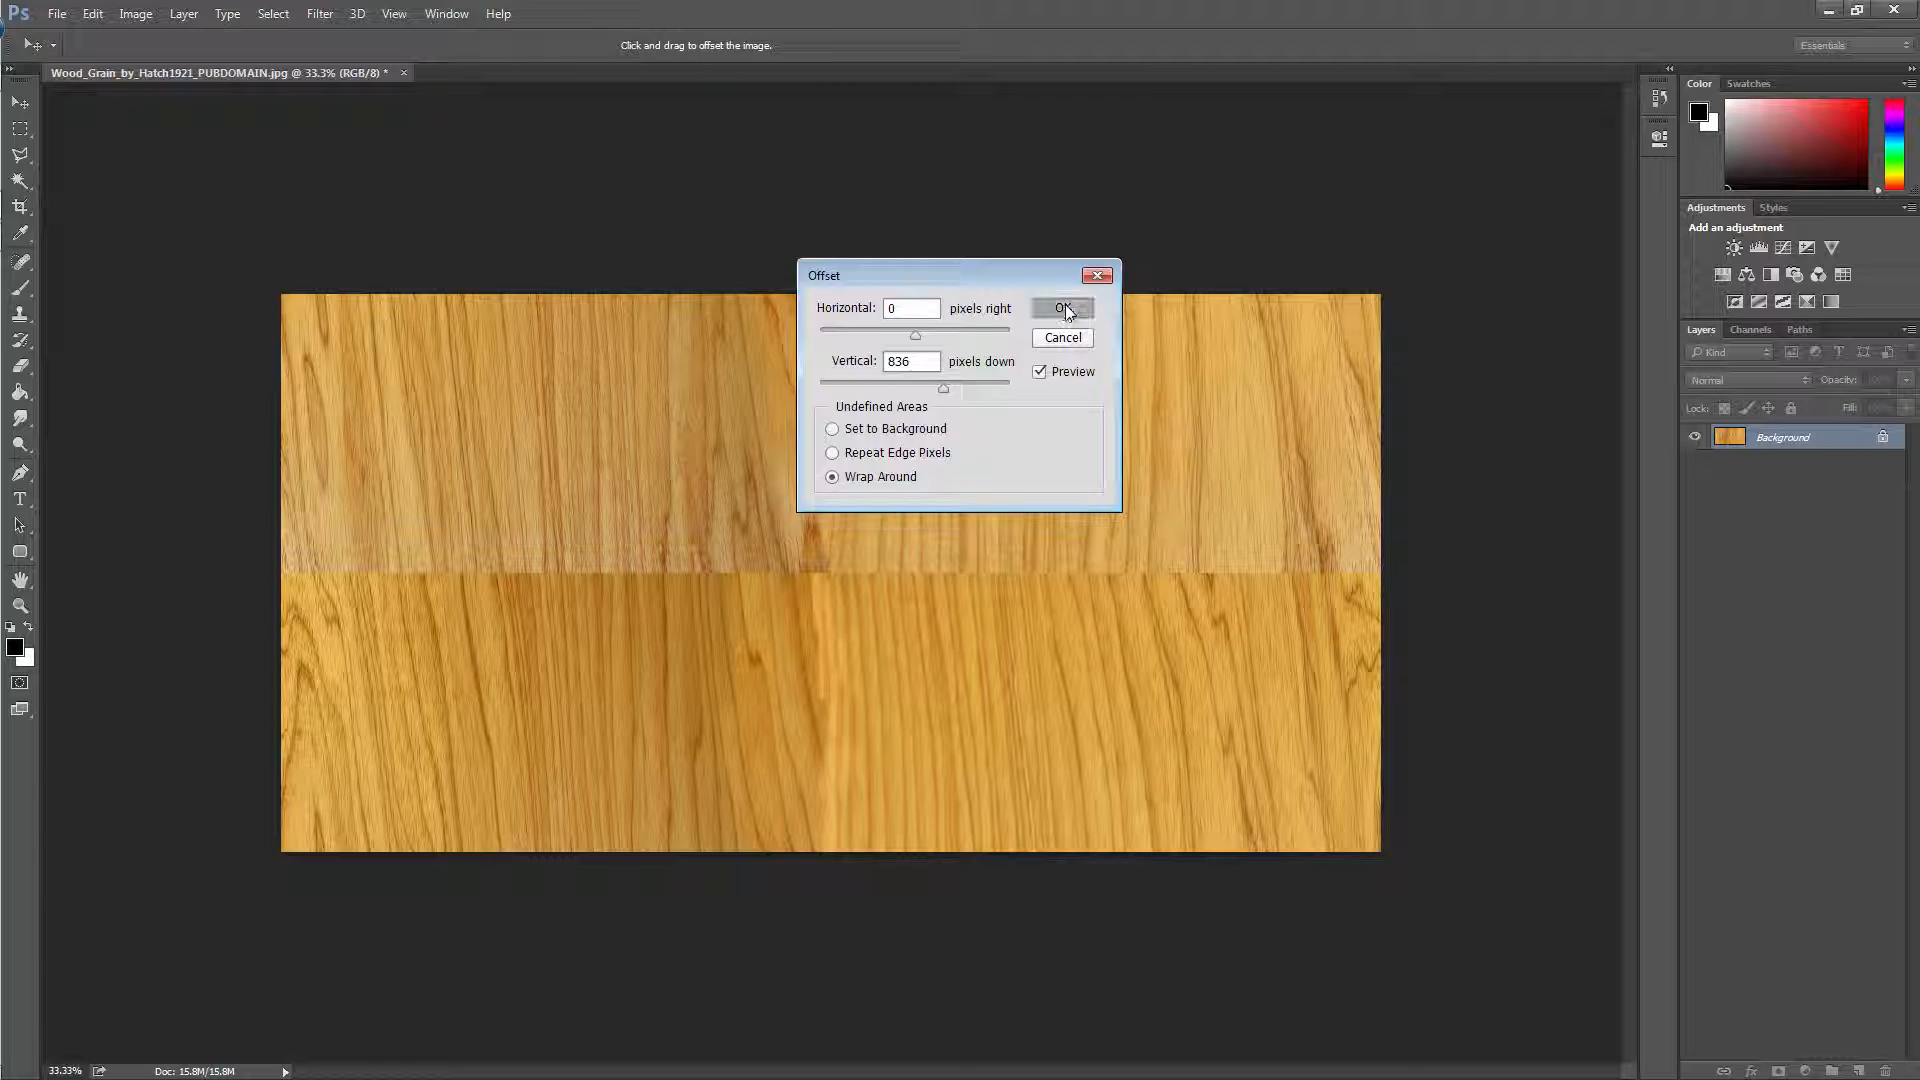 Ps File Edit Image Layer Type Select Filter 3D View Window Help
Click and drag to offset the image.
Essentials
Wood_Grain_by_Hatch1921_PUBDOMAIN.jpg @ 33.3% (RGB/8) * ×
Color Swatches
Adjustments Styles
Add an adjustment
Offset
Horizontal: 0 pixels right OK
Cancel
Vertical: 836 pixels down
Preview
Undefined Areas
Set to Background
Repeat Edge Pixels
Wrap Around
Layers Channels Paths
Kind
Normal Opacity:
Lock: Fill:
Background
33.33% Doc: 15.8M/15.8M